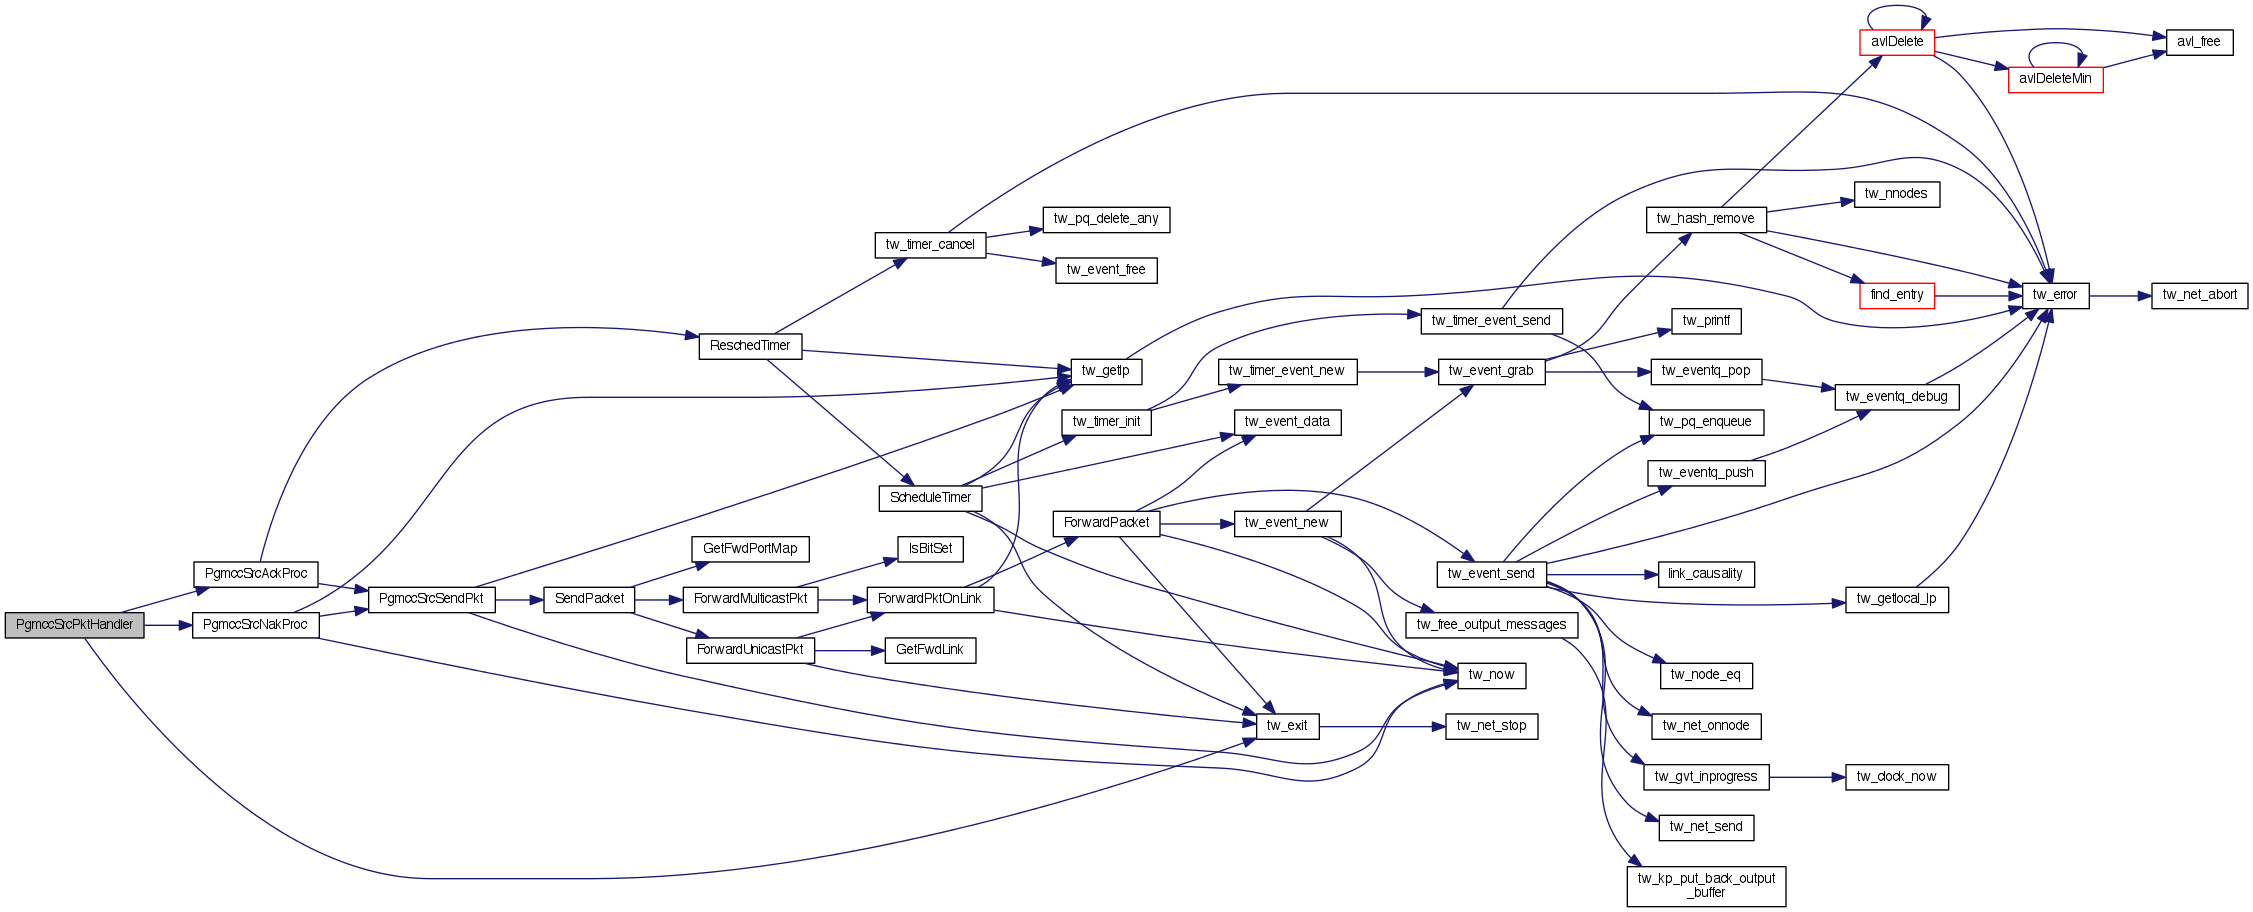 avlDelete
avl_free
avlDeleteMin
tw_pq_delete_any
tw_nnodes
tw_hash_remove
tw_timer_cancel
tw_event_free
find_entry
tw_error
tw_net_abort
tw_timer_event_send
tw_printf
ReschedTimer
tw_getlp
tw_timer_event_new
tw_event_grab
tw_eventq_pop
tw_eventq_debug
tw_timer_init
tw_event_data
tw_pq_enqueue
tw_eventq_push
ScheduleTimer
ForwardPacket
tw_event_new
GetFwdPortMap
IsBitSet
PgmccSrcAckProc
tw_event_send
link_causality
PgmccSrcSendPkt
SendPacket
ForwardMulticastPkt
ForwardPktOnLink
tw_getlocal_lp
PgmccSrcPktHandler
PgmccSrcNakProc
tw_free_output_messages
ForwardUnicastPkt
GetFwdLink
tw_now
tw_node_eq
tw_exit
tw_net_stop
tw_net_onnode
tw_gvt_inprogress
tw_clock_now
tw_net_send
tw_kp_put_back_output
_buffer